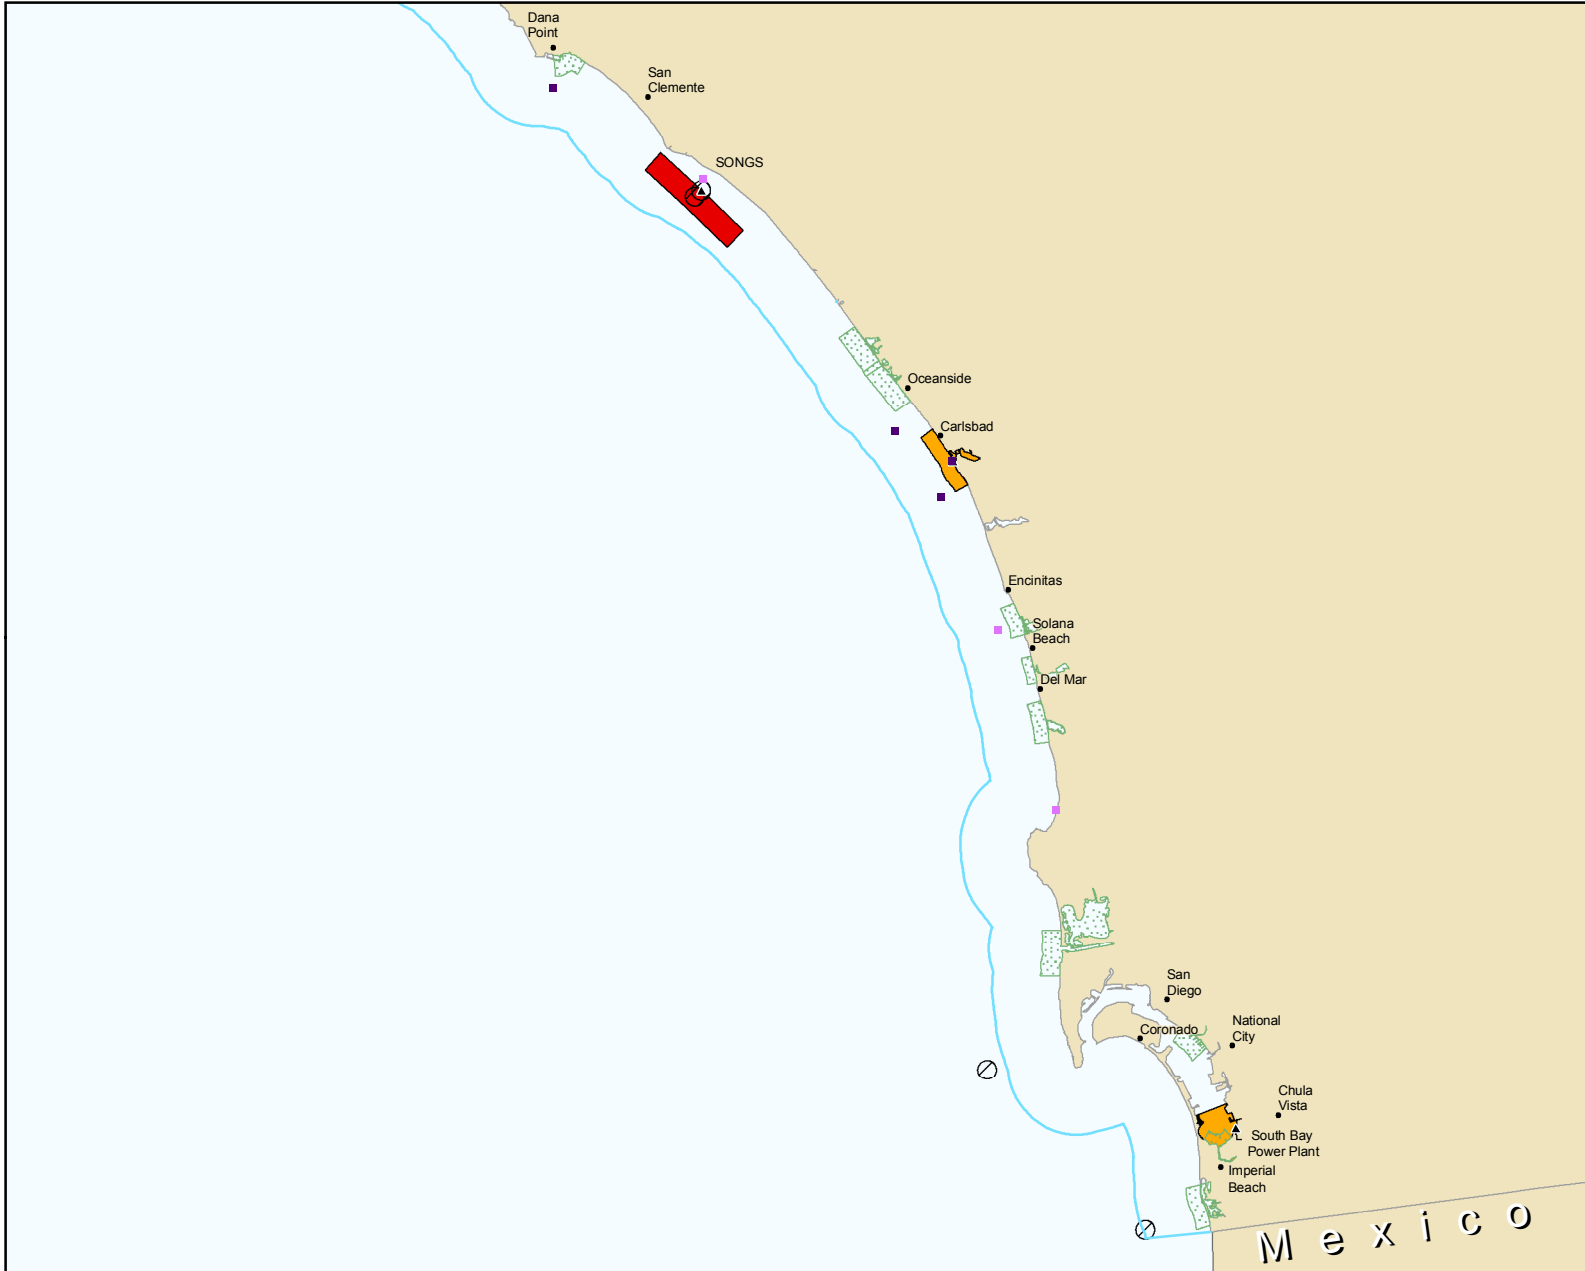 Dana
Point
San
Clemente
SONGS
Oceanside
Carlsbad
Encinitas
Solana
Beach
Del Mar
San
Diego
National
City
Coronado
Chula
Vista
South Bay
Power Plant
Imperial
Beach
Mexico